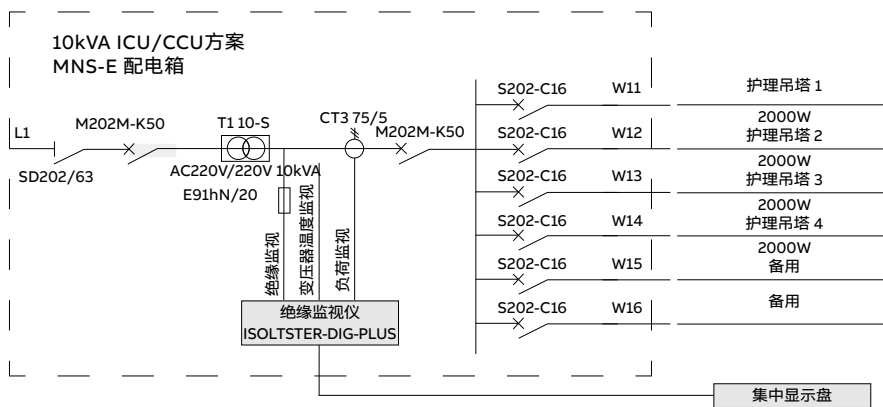 10kVA ICU/CCU方案
MNS-E 配电箱
L1
SD202/63
M202M-K50
T1 10-S
AC220V/220V 10kVA
E91hN/20
CT3 75/5
M202M-K50
绝缘监视
变压器温度监视
负荷监视
绝缘监视仪
ISOLTSTER-DIG-PLUS
S202-C16 W11 护理吊塔 1
2000W
S202-C16 W12 护理吊塔 2
2000W
S202-C16 W13 护理吊塔 3
2000W
S202-C16 W14 护理吊塔 4
2000W
S202-C16 W15 备用
S202-C16 W16 备用
集中显示盘